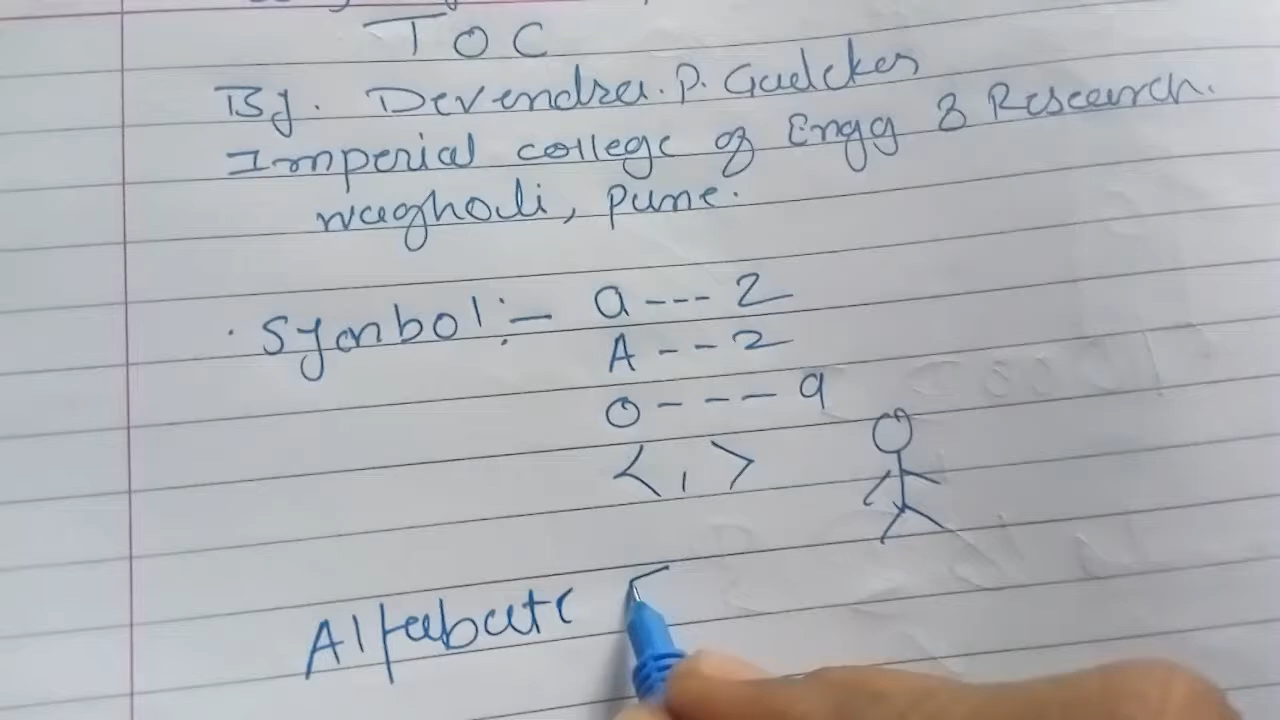 TOC
By. Devendra. P. Gadekar
Imperial college of Engg & Research.
wagholi, Pune.
Symbol :- a --- z
A -- z
0 --- 9
< , >
Alfabate